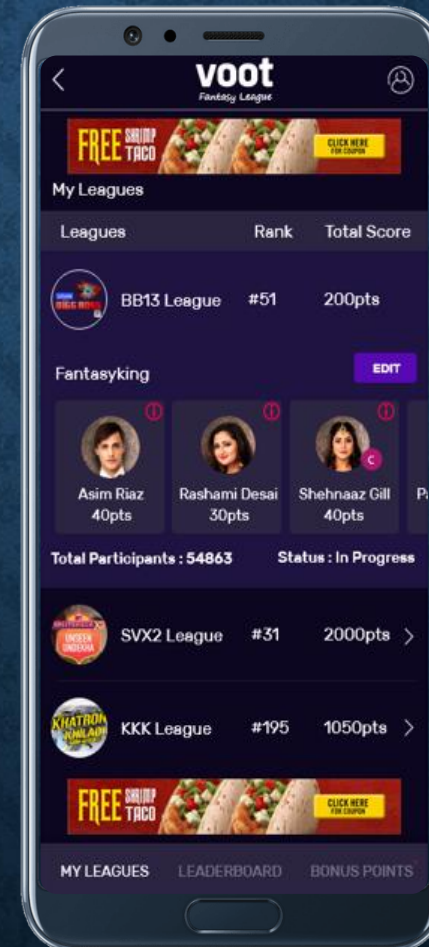 voot
Fantasy League
FREE SHRIMP TACO
CLICK HERE
FOR COUPON
My Leagues
Leagues Rank Total Score
BIGG BOSS
BB13 League #51 200pts
Fantasyking EDIT
C
Asim Riaz Rashami Desai Shehnaaz Gill Pa
40pts 30pts 40pts
Total Participants : 54863 Status : In Progress
UNSEEN
UNDEKHA
SVX2 League #31 2000pts >
KHATRON
KHILADI
KKK League #195 1050pts >
FREE SHRIMP TACO
CLICK HERE
FOR COUPON
MY LEAGUES LEADERBOARD BONUS POINTS